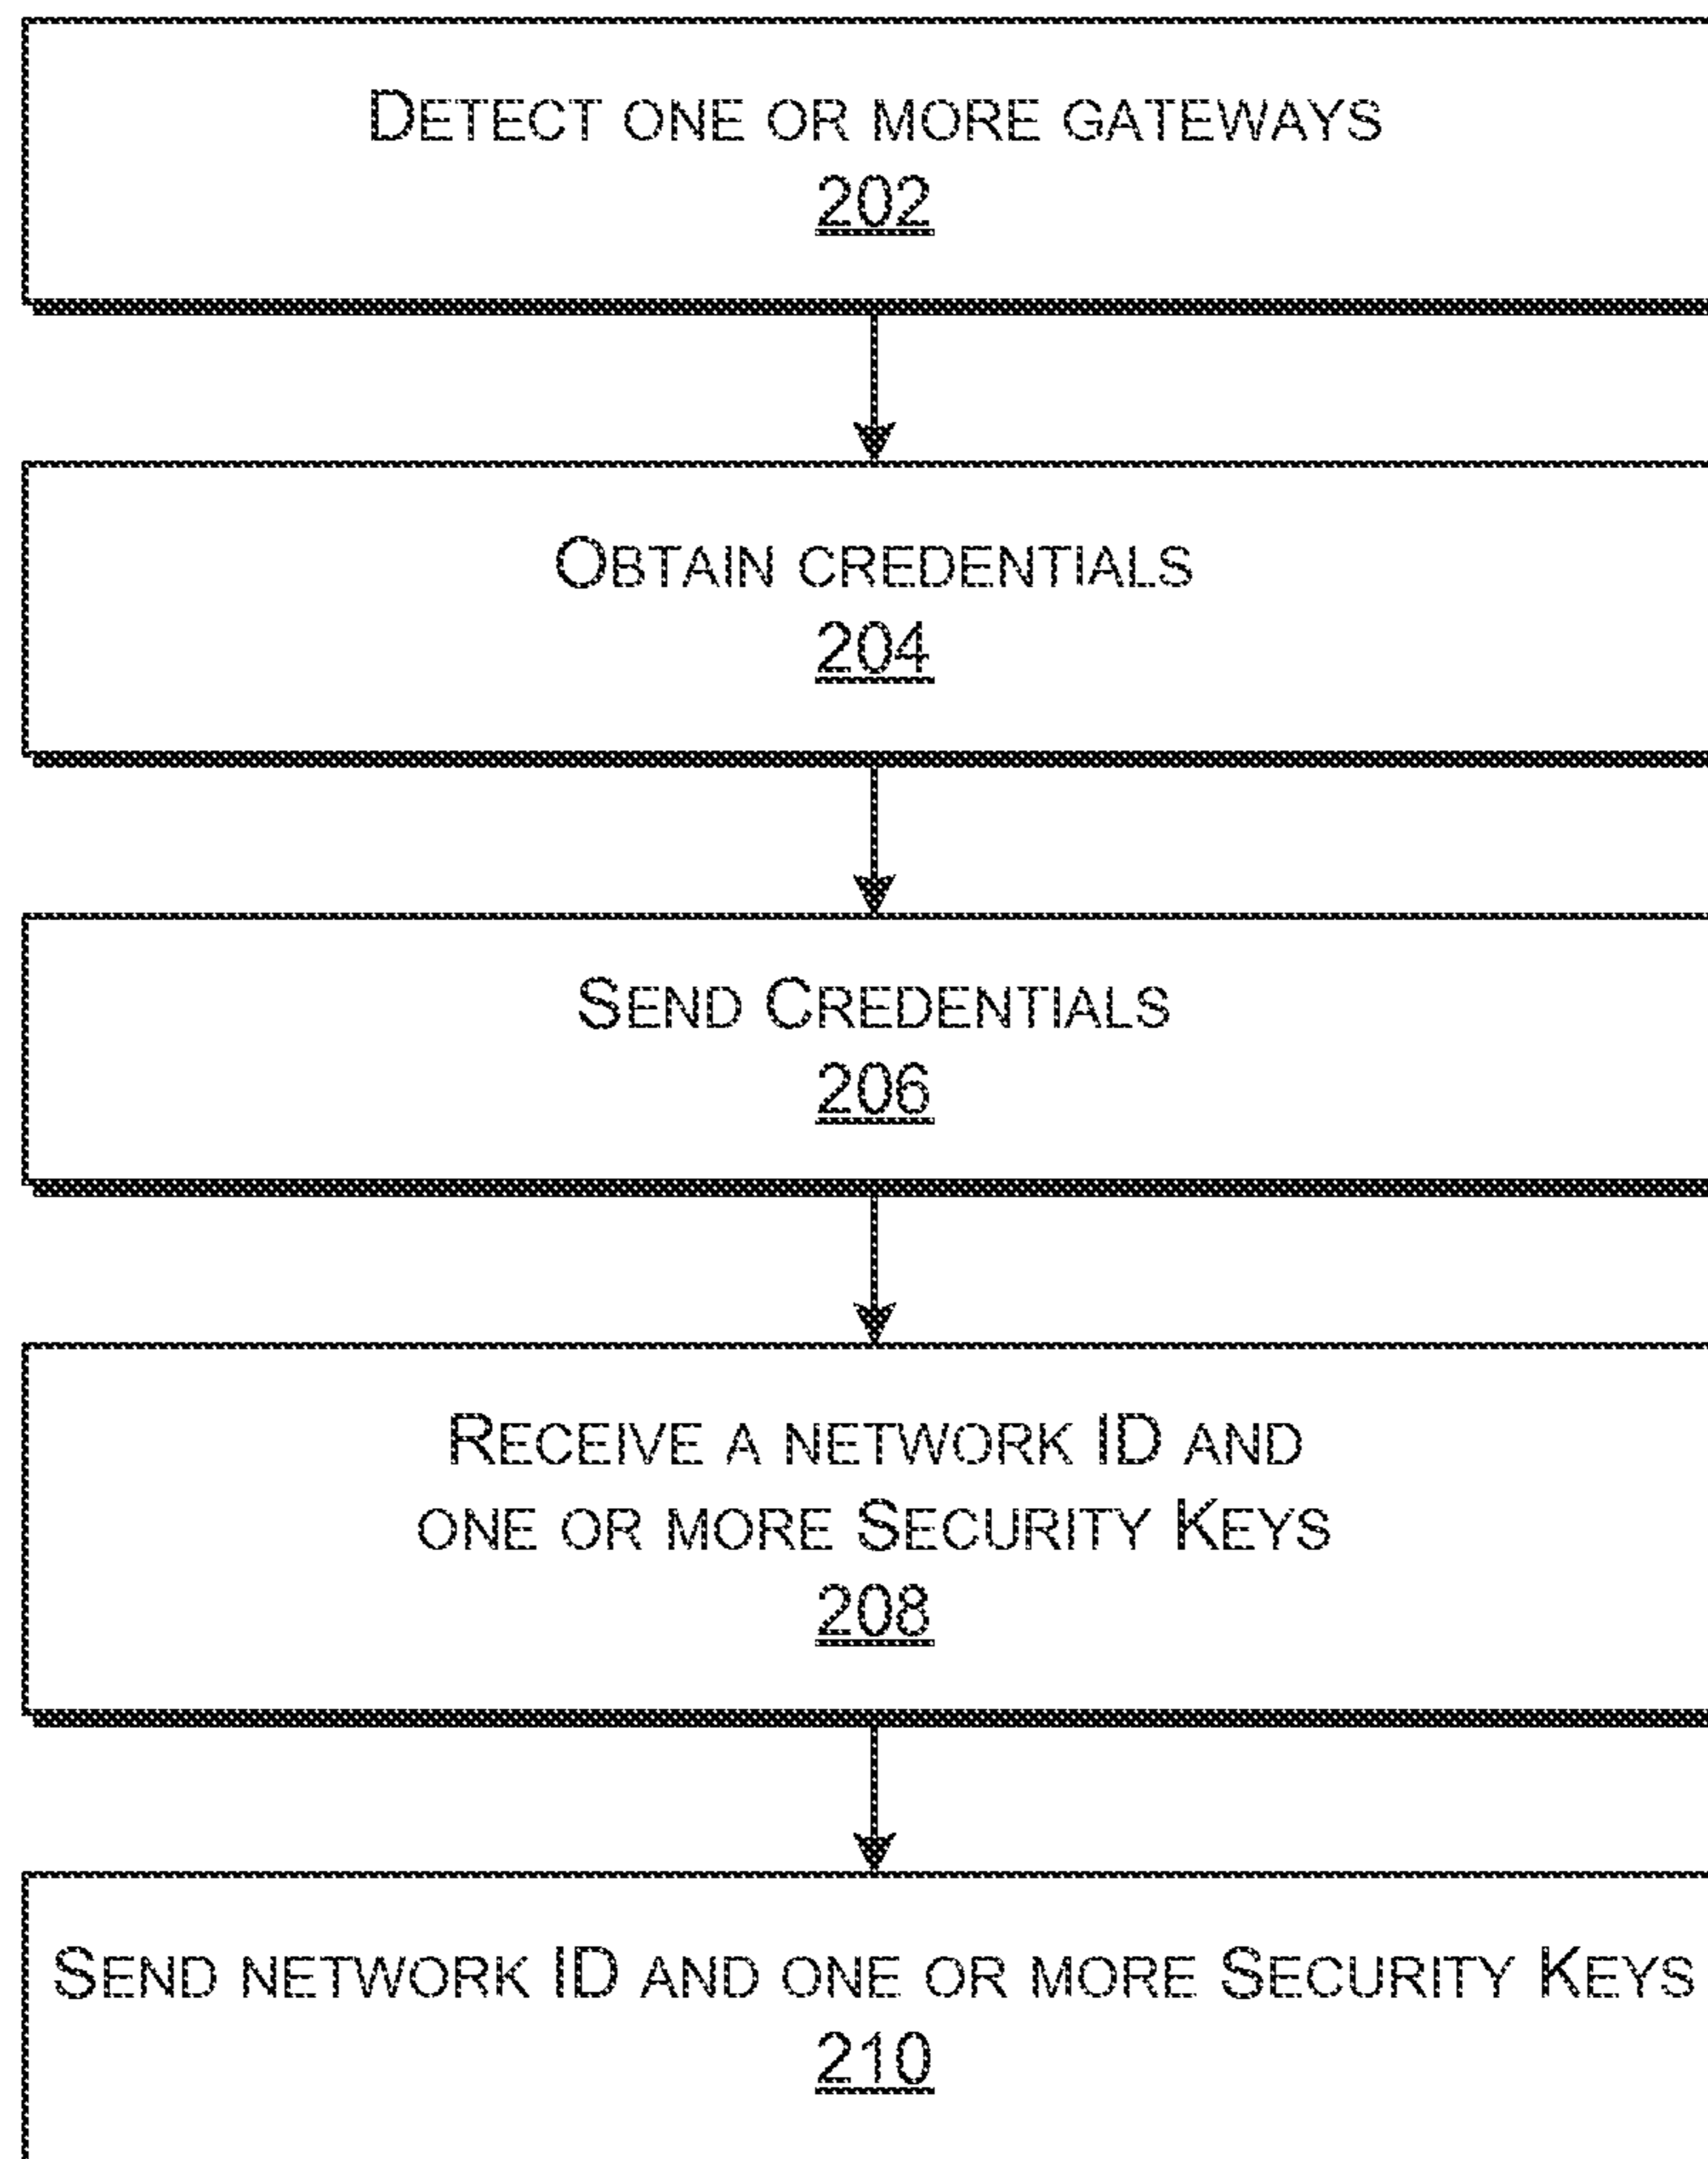 DETECT ONE OR MORE GATEWAYS
202
OBTAIN CREDENTIALS
204
SEND CREDENTIALS
206
RECEIVE A NETWORK ID AND
ONE OR MORE SECURITY KEYS
208
SEND NETWORK ID AND ONE OR MORE SECURITY KEYS
210